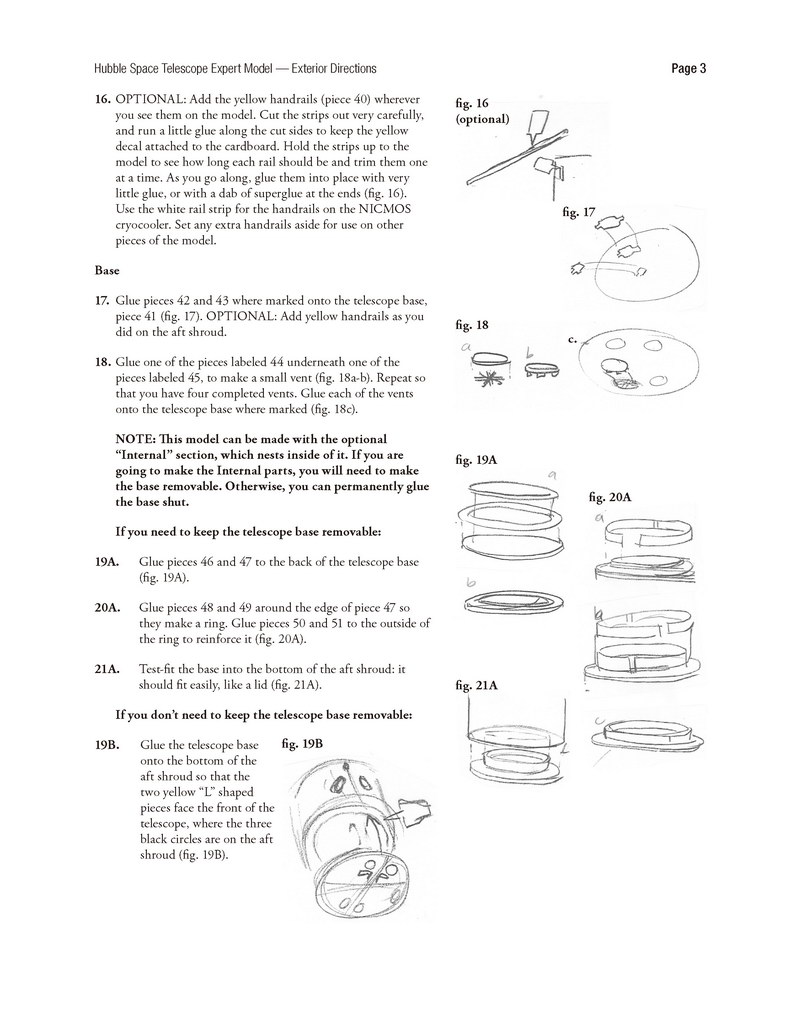 Hubble Space Telescope Expert Model — Exterior Directions
Page 3
16. OPTIONAL: Add the yellow handrails (piece 40) wherever
you see them on the model. Cut the strips out very carefully,
and run a little glue along the cut sides to keep the yellow
decal attached to the cardboard. Hold the strips up to the
model to see how long each rail should be and trim them one
at a time. As you go along, glue them into place with very
little glue, or with a dab of superglue at the ends (fig. 16).
Use the white rail strip for the handrails on the NICMOS
cryocooler. Set any extra handrails aside for use on other
pieces of the model.
fig. 16
(optional)
Base
17. Glue pieces 42 and 43 where marked onto the telescope base,
piece 41 (fig. 17). OPTIONAL: Add yellow handrails as you
did on the aft shroud.
fig. 17
18. Glue one of the pieces labeled 44 underneath one of the
pieces labeled 45, to make a small vent (fig. 18a-b). Repeat so
that you have four completed vents. Glue each of the vents
onto the telescope base where marked (fig. 18c).
fig. 18
a
b
c.
NOTE: This model can be made with the optional
“Internal” section, which nests inside of it. If you are
going to make the Internal parts, you will need to make
the base removable. Otherwise, you can permanently glue
the base shut.
If you need to keep the telescope base removable:
19A. Glue pieces 46 and 47 to the back of the telescope base
(fig. 19A).
fig. 19A
a
b
20A. Glue pieces 48 and 49 around the edge of piece 47 so
they make a ring. Glue pieces 50 and 51 to the outside of
the ring to reinforce it (fig. 20A).
fig. 20A
a
b
c
21A. Test-fit the base into the bottom of the aft shroud: it
should fit easily, like a lid (fig. 21A).
fig. 21A
If you don’t need to keep the telescope base removable:
19B. Glue the telescope base
onto the bottom of the
aft shroud so that the
two yellow “L” shaped
pieces face the front of the
telescope, where the three
black circles are on the aft
shroud (fig. 19B).
fig. 19B